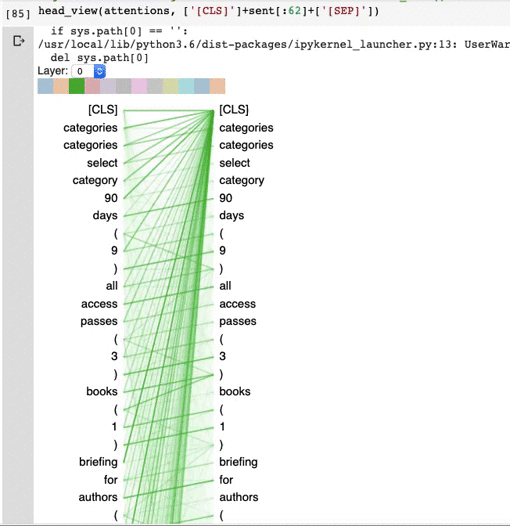 [85] head_view(attentions, ['[CLS]']+sent[:62]+['[SEP]'])
if sys.path[0] == '':
/usr/local/lib/python3.6/dist-packages/ipykernel_launcher.py:13: UserWar
del sys.path[0]
Layer: 0
[CLS] [CLS]
categories categories
categories categories
select select
category category
90 90
days days
( (
9 9
) )
all all
access access
passes passes
( (
3 3
) )
books books
( (
1 1
) )
briefing briefing
for for
authors authors
( (